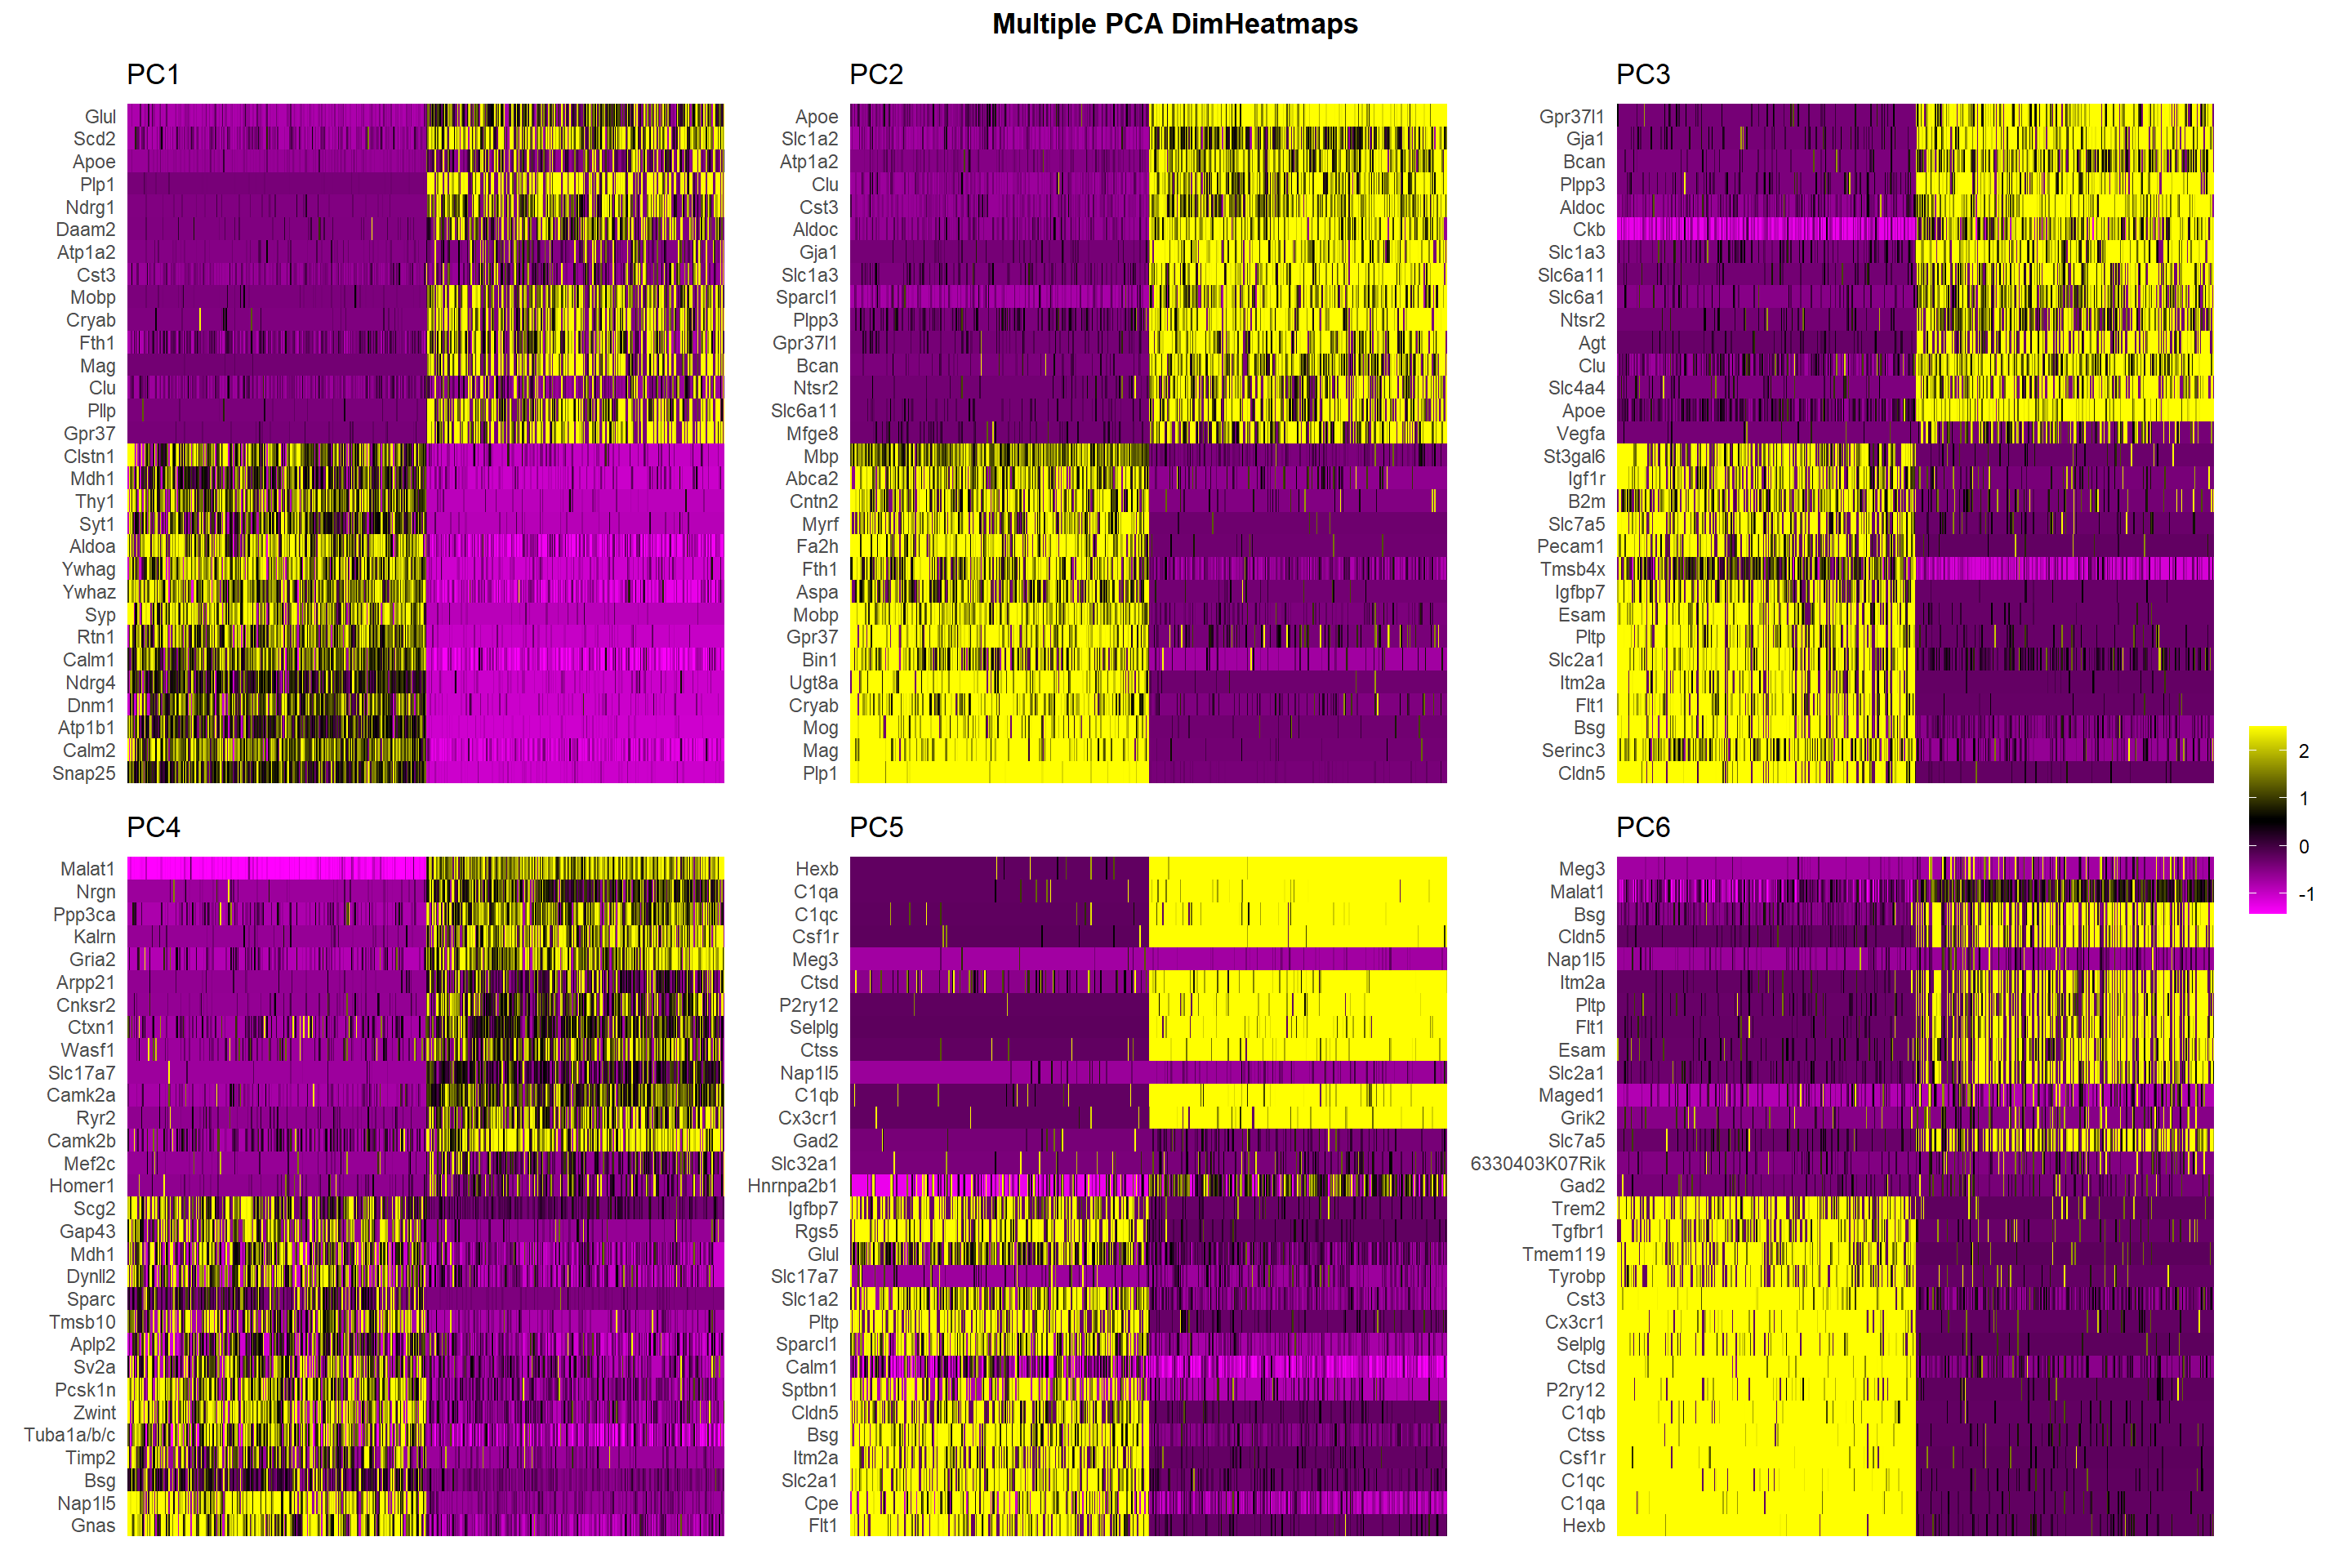 Multiple PCA DimHeatmaps
PC1
Glul
Scd2
Apoe
Plp1
Ndrg1
Daam2
Atp1a2
Cst3
Mobp
Cryab
Fth1
Mag
Clu
Pllp
Gpr37
Clstn1
Mdh1
Thy1
Syt1
Aldoa
Ywhag
Ywhaz
Syp
Rtn1
Calm1
Ndrg4
Dnm1
Atp1b1
Calm2
Snap25
PC2
Apoe
Slc1a2
Atp1a2
Clu
Cst3
Aldoc
Gja1
Slc1a3
Sparcl1
Plpp3
Gpr37l1
Bcan
Ntsr2
Slc6a11
Mfge8
Mbp
Abca2
Cntn2
Myrf
Fa2h
Fth1
Aspa
Mobp
Gpr37
Bin1
Ugt8a
Cryab
Mog
Mag
Plp1
PC3
Gpr37l1
Gja1
Bcan
Plpp3
Aldoc
Ckb
Slc1a3
Slc6a11
Slc6a1
Ntsr2
Agt
Clu
Slc4a4
Apoe
Vegfa
St3gal6
Igf1r
B2m
Slc7a5
Pecam1
Tmsb4x
Igfbp7
Esam
Pltp
Slc2a1
Itm2a
Flt1
Bsg
Serinc3
Cldn5
PC4
Malat1
Nrgn
Ppp3ca
Kalrn
Gria2
Arpp21
Cnksr2
Ctxn1
Wasf1
Slc17a7
Camk2a
Ryr2
Camk2b
Mef2c
Homer1
Scg2
Gap43
Mdh1
Dynll2
Sparc
Tmsb10
Aplp2
Sv2a
Pcsk1n
Zwint
Tuba1a/b/c
Timp2
Bsg
Nap1l5
Gnas
PC5
Hexb
C1qa
C1qc
Csf1r
Meg3
Ctsd
P2ry12
Selplg
Ctss
Nap1l5
C1qb
Cx3cr1
Gad2
Slc32a1
Hnrnpa2b1
Igfbp7
Rgs5
Glul
Slc17a7
Slc1a2
Pltp
Sparcl1
Calm1
Sptbn1
Cldn5
Bsg
Itm2a
Slc2a1
Cpe
Flt1
PC6
Meg3
Malat1
Bsg
Cldn5
Nap1l5
Itm2a
Pltp
Flt1
Esam
Slc2a1
Maged1
Grik2
Slc7a5
6330403K07Rik
Gad2
Trem2
Tgfbr1
Tmem119
Tyrobp
Cst3
Cx3cr1
Selplg
Ctsd
P2ry12
C1qb
Ctss
Csf1r
C1qc
C1qa
Hexb
2
1
0
-1